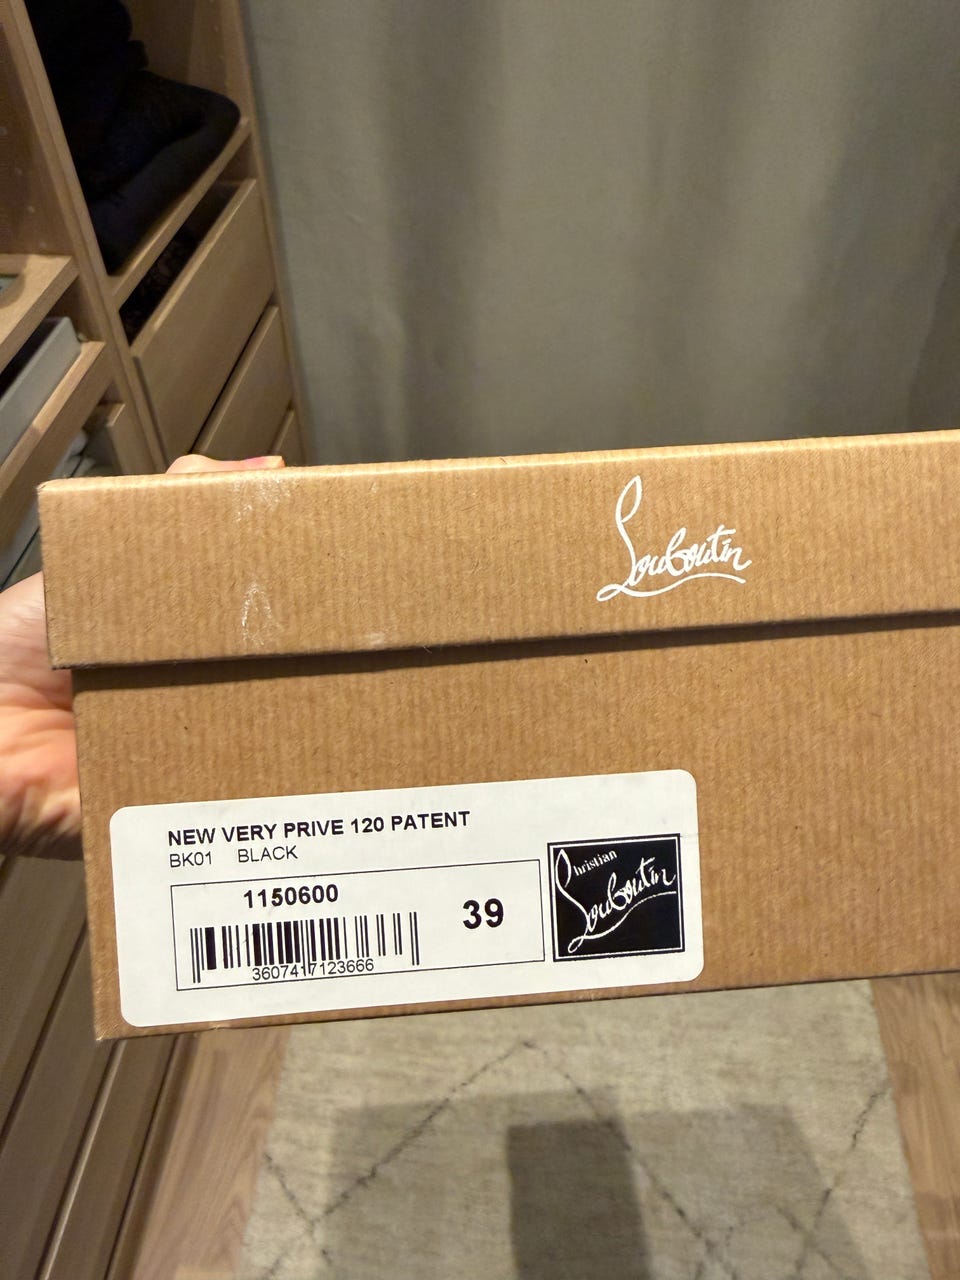 Louboutin
NEW VERY PRIVE 120 PATENT
BK01 BLACK
1150600
39
3607417123666
Christian
Louboutin